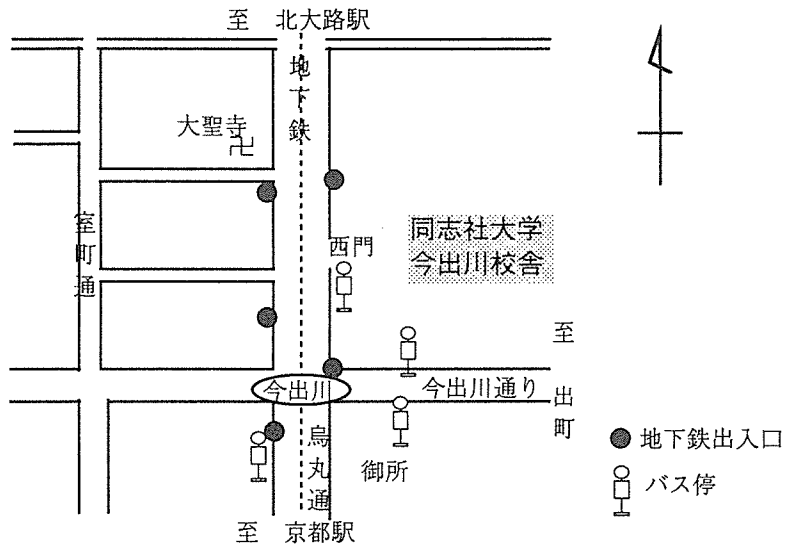 至 北大路駅
地下鉄
大聖寺
卍
室町通
西門
同志社大学
今出川校舎
至 出町
今出川
今出川通り
烏丸通
御所
地下鉄出入口
バス停
至 京都駅